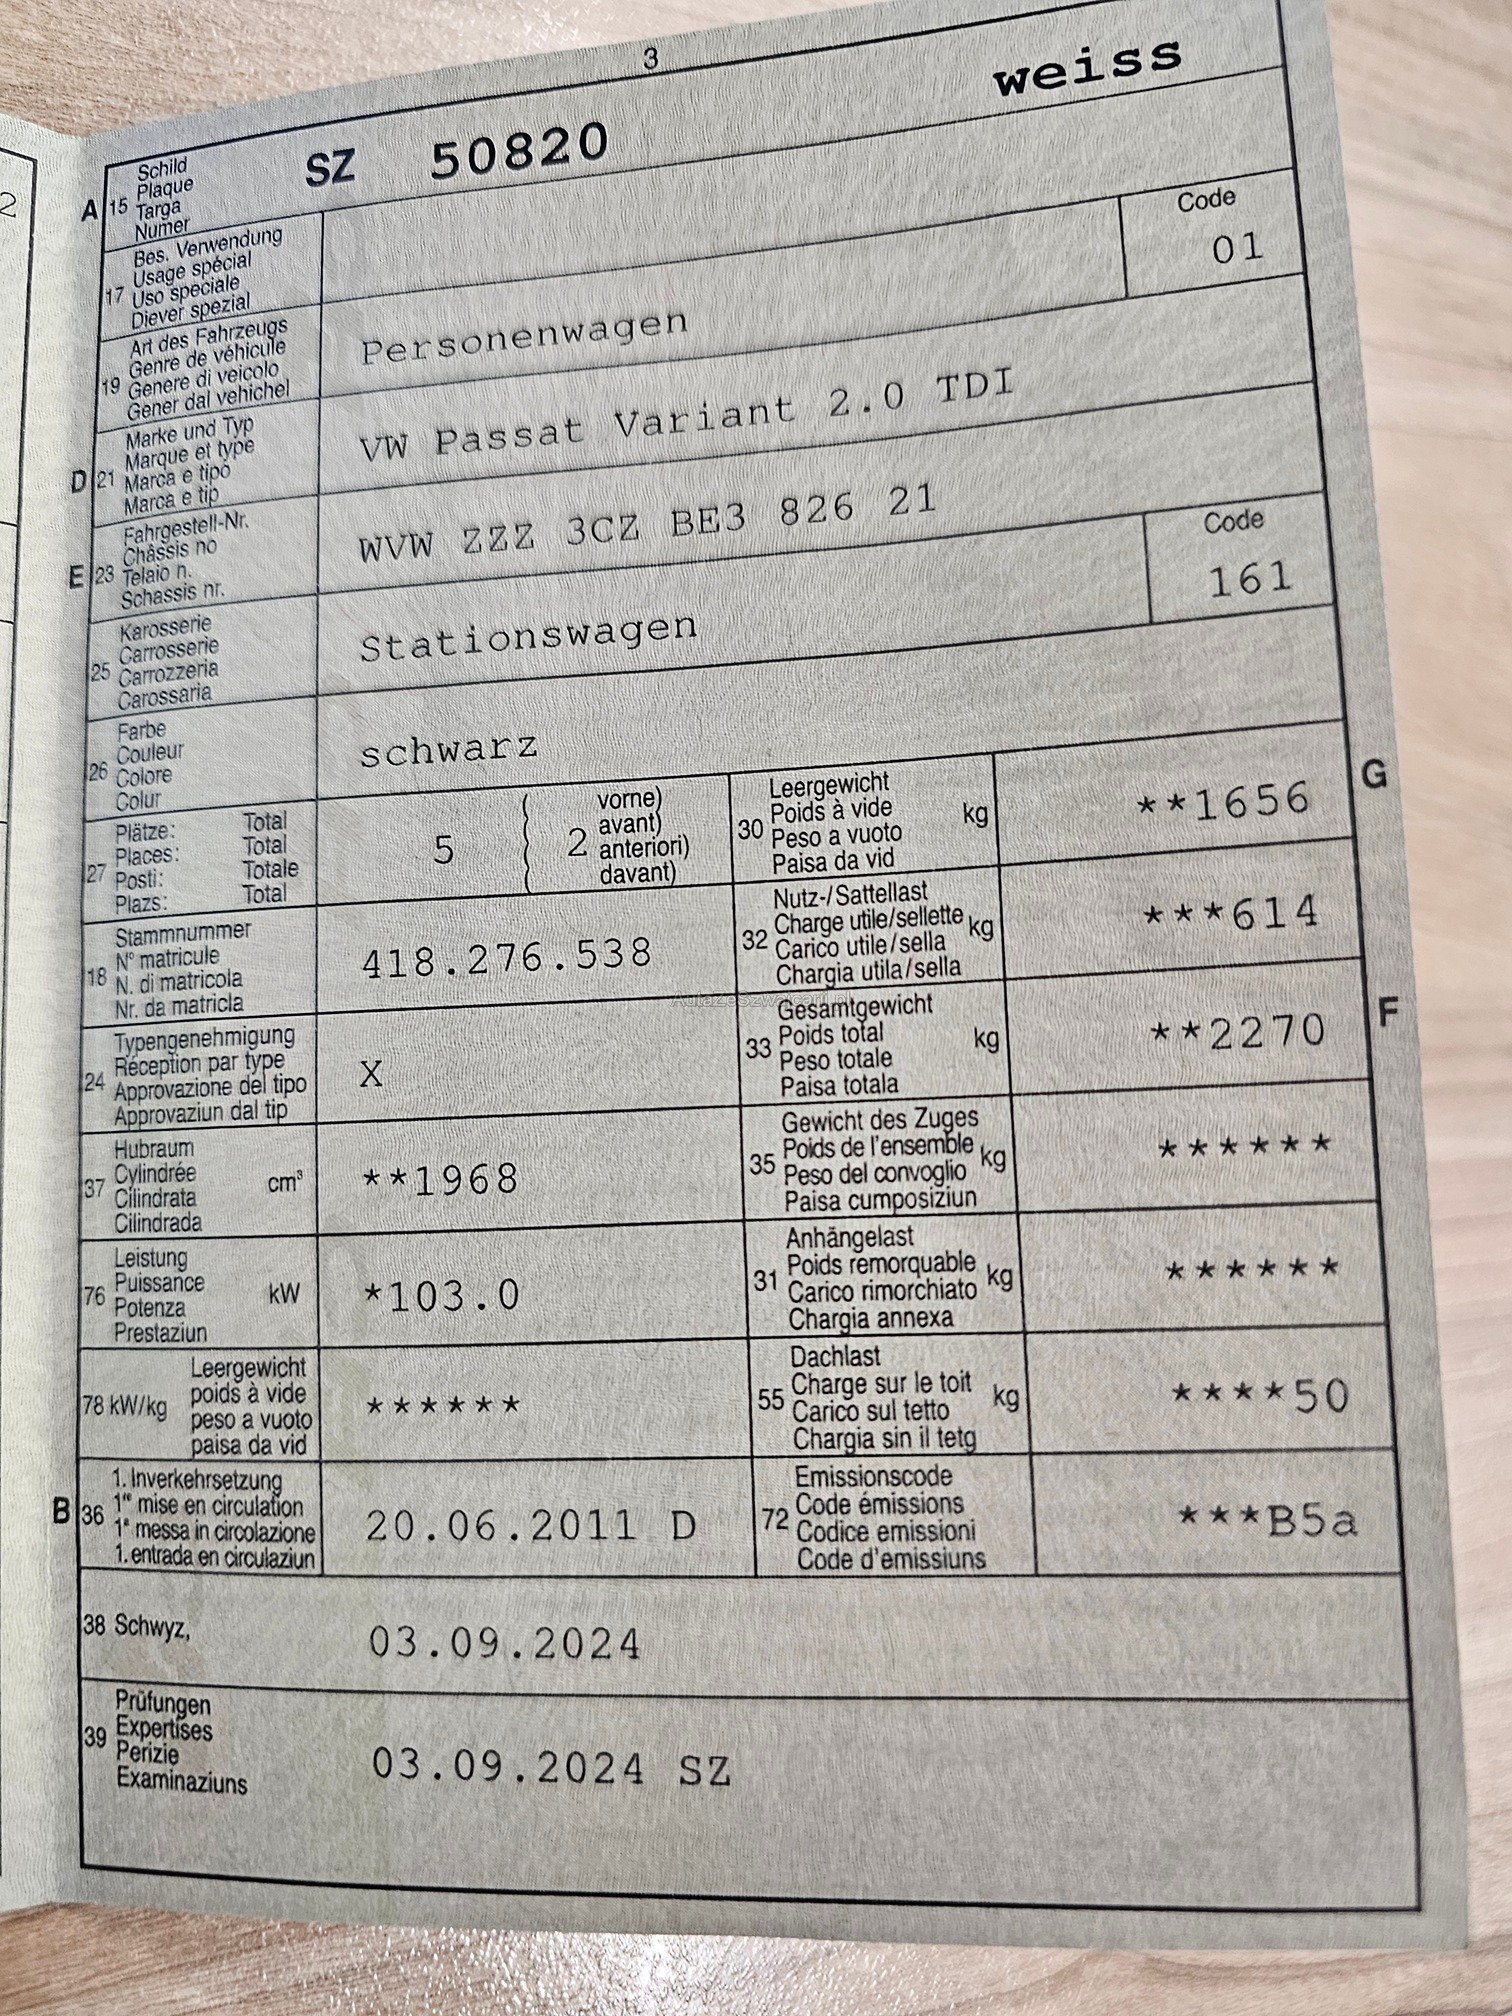 3
2
A 15 Schild
Plaque
Targa
Numer
SZ 50820 weiss
17 Bes. Verwendung
Usage spécial
Uso speciale
Diever spezial
Code
01
19 Art des Fahrzeugs
Genre de véhicule
Genere di veicolo
Gener dal vehichel
Personenwagen
D 21 Marke und Typ
Marque et type
Marca e tipo
Marca e tip
VW Passat Variant 2.0 TDI
E 23 Fahrgestell-Nr.
Châssis no
Telaio n.
Schassis nr.
WVW ZZZ 3CZ BE3 826 21
25 Karosserie
Carrosserie
Carrozzeria
Carossaria
Stationswagen
Code
161
26 Farbe
Couleur
Colore
Colur
schwarz
27 Plätze: Total
Places: Total
Posti: Totale
Plazs: Total
5 ( 2 vorne)
avant)
anteriori)
davant)
30 Leergewicht
Poids à vide
Peso a vuoto
Paisa da vid
kg
**1656
G
18 Stammnummer
N° matricule
N. di matricola
Nr. da matricla
418.276.538
32 Nutz-/Sattellast
Charge utile/sellette
Carico utile/sella
Chargia utila/sella
kg
***614
24 Typengenehmigung
Réception par type
Approvazione del tipo
Approvaziun dal tip
X
33 Gesamtgewicht
Poids total
Peso totale
Paisa totala
kg
**2270
F
37 Hubraum
Cylindrée
Cilindrata
Cilindrada
cm³
**1968
35 Gewicht des Zuges
Poids de l'ensemble
Peso del convoglio
Paisa cumposiziun
kg
******
76 Leistung
Puissance
Potenza
Prestaziun
kW
*103.0
31 Anhängelast
Poids remorquable
Carico rimorchiato
Chargia annexa
kg
******
78 kW/kg Leergewicht
poids à vide
peso a vuoto
paisa da vid
******
55 Dachlast
Charge sur le toit
Carico sul tetto
Chargia sin il tetg
kg
****50
B 36 1. Inverkehrsetzung
1re mise en circulation
1a messa in circolazione
1. entrada en circulaziun
20.06.2011 D
72 Emissionscode
Code émissions
Codice emissioni
Code d'emissiuns
***B5a
38 Schwyz,
03.09.2024
39 Prüfungen
Expertises
Perizie
Examinaziuns
03.09.2024 SZ